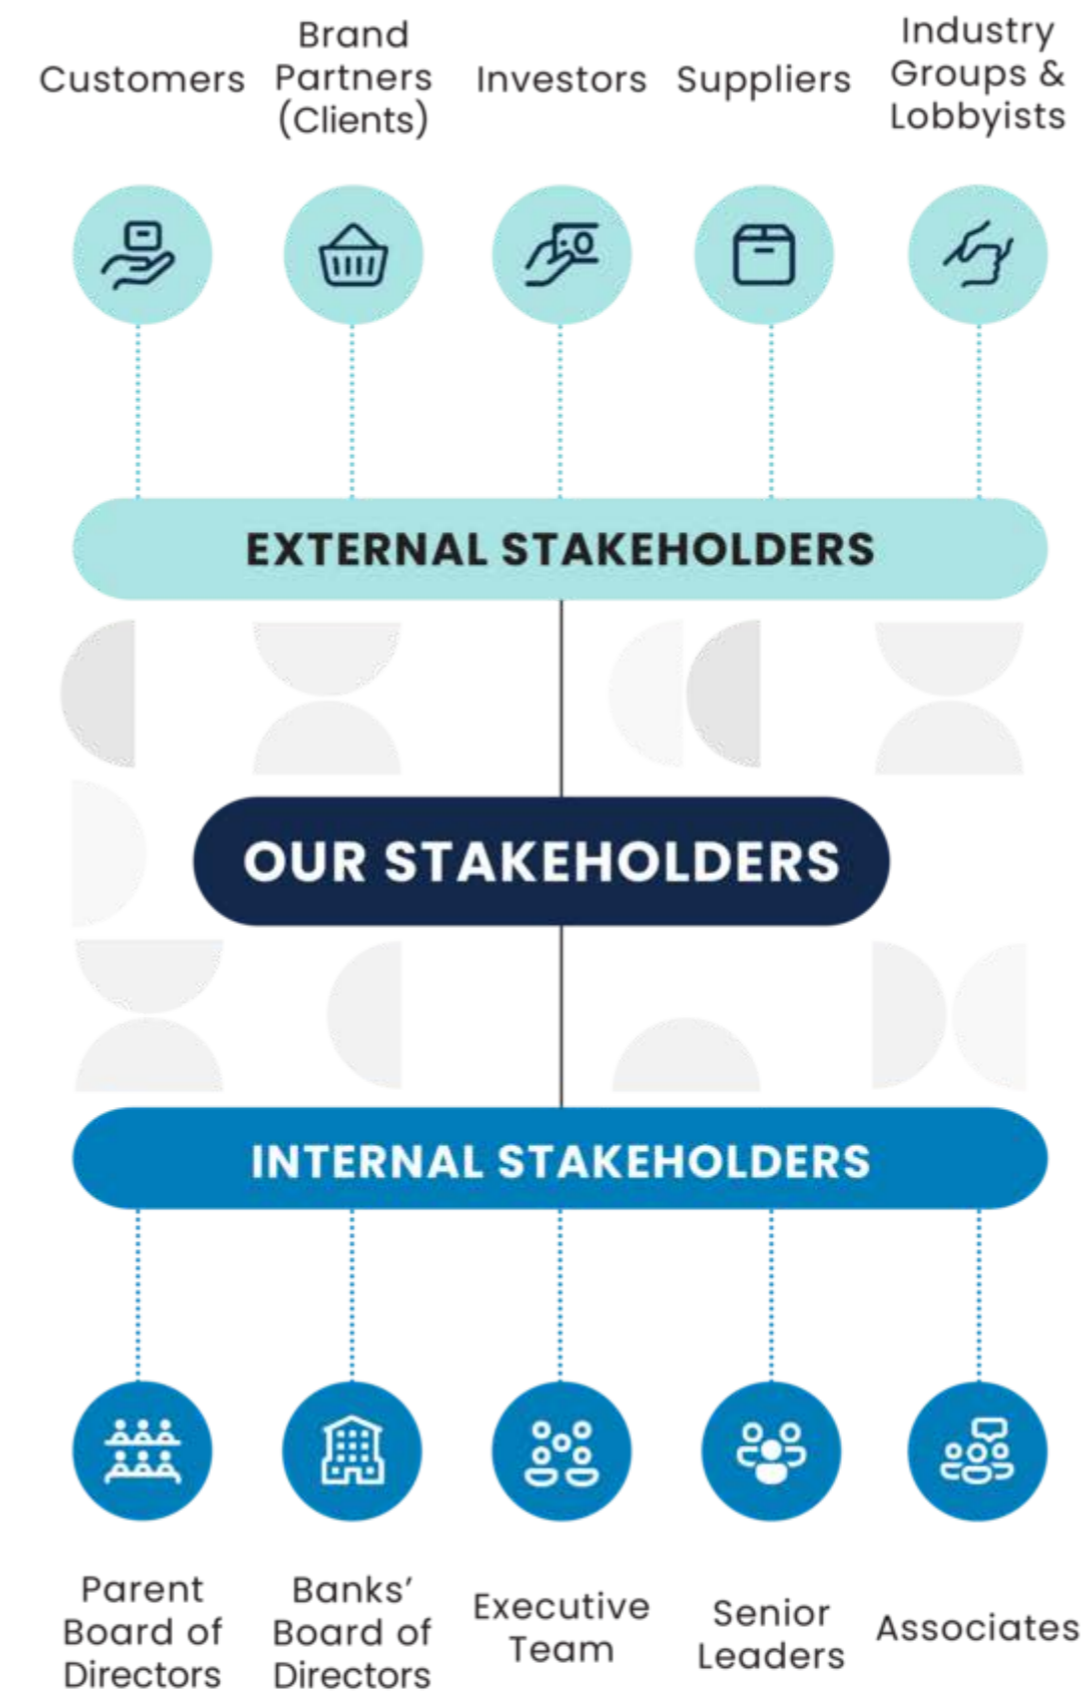 Customers
Brand
Partners
(Clients)
Investors
Suppliers
Industry
Groups &
Lobbyists
EXTERNAL STAKEHOLDERS
OUR STAKEHOLDERS
INTERNAL STAKEHOLDERS
Parent
Board of
Directors
Banks’
Board of
Directors
Executive
Team
Senior
Leaders
Associates